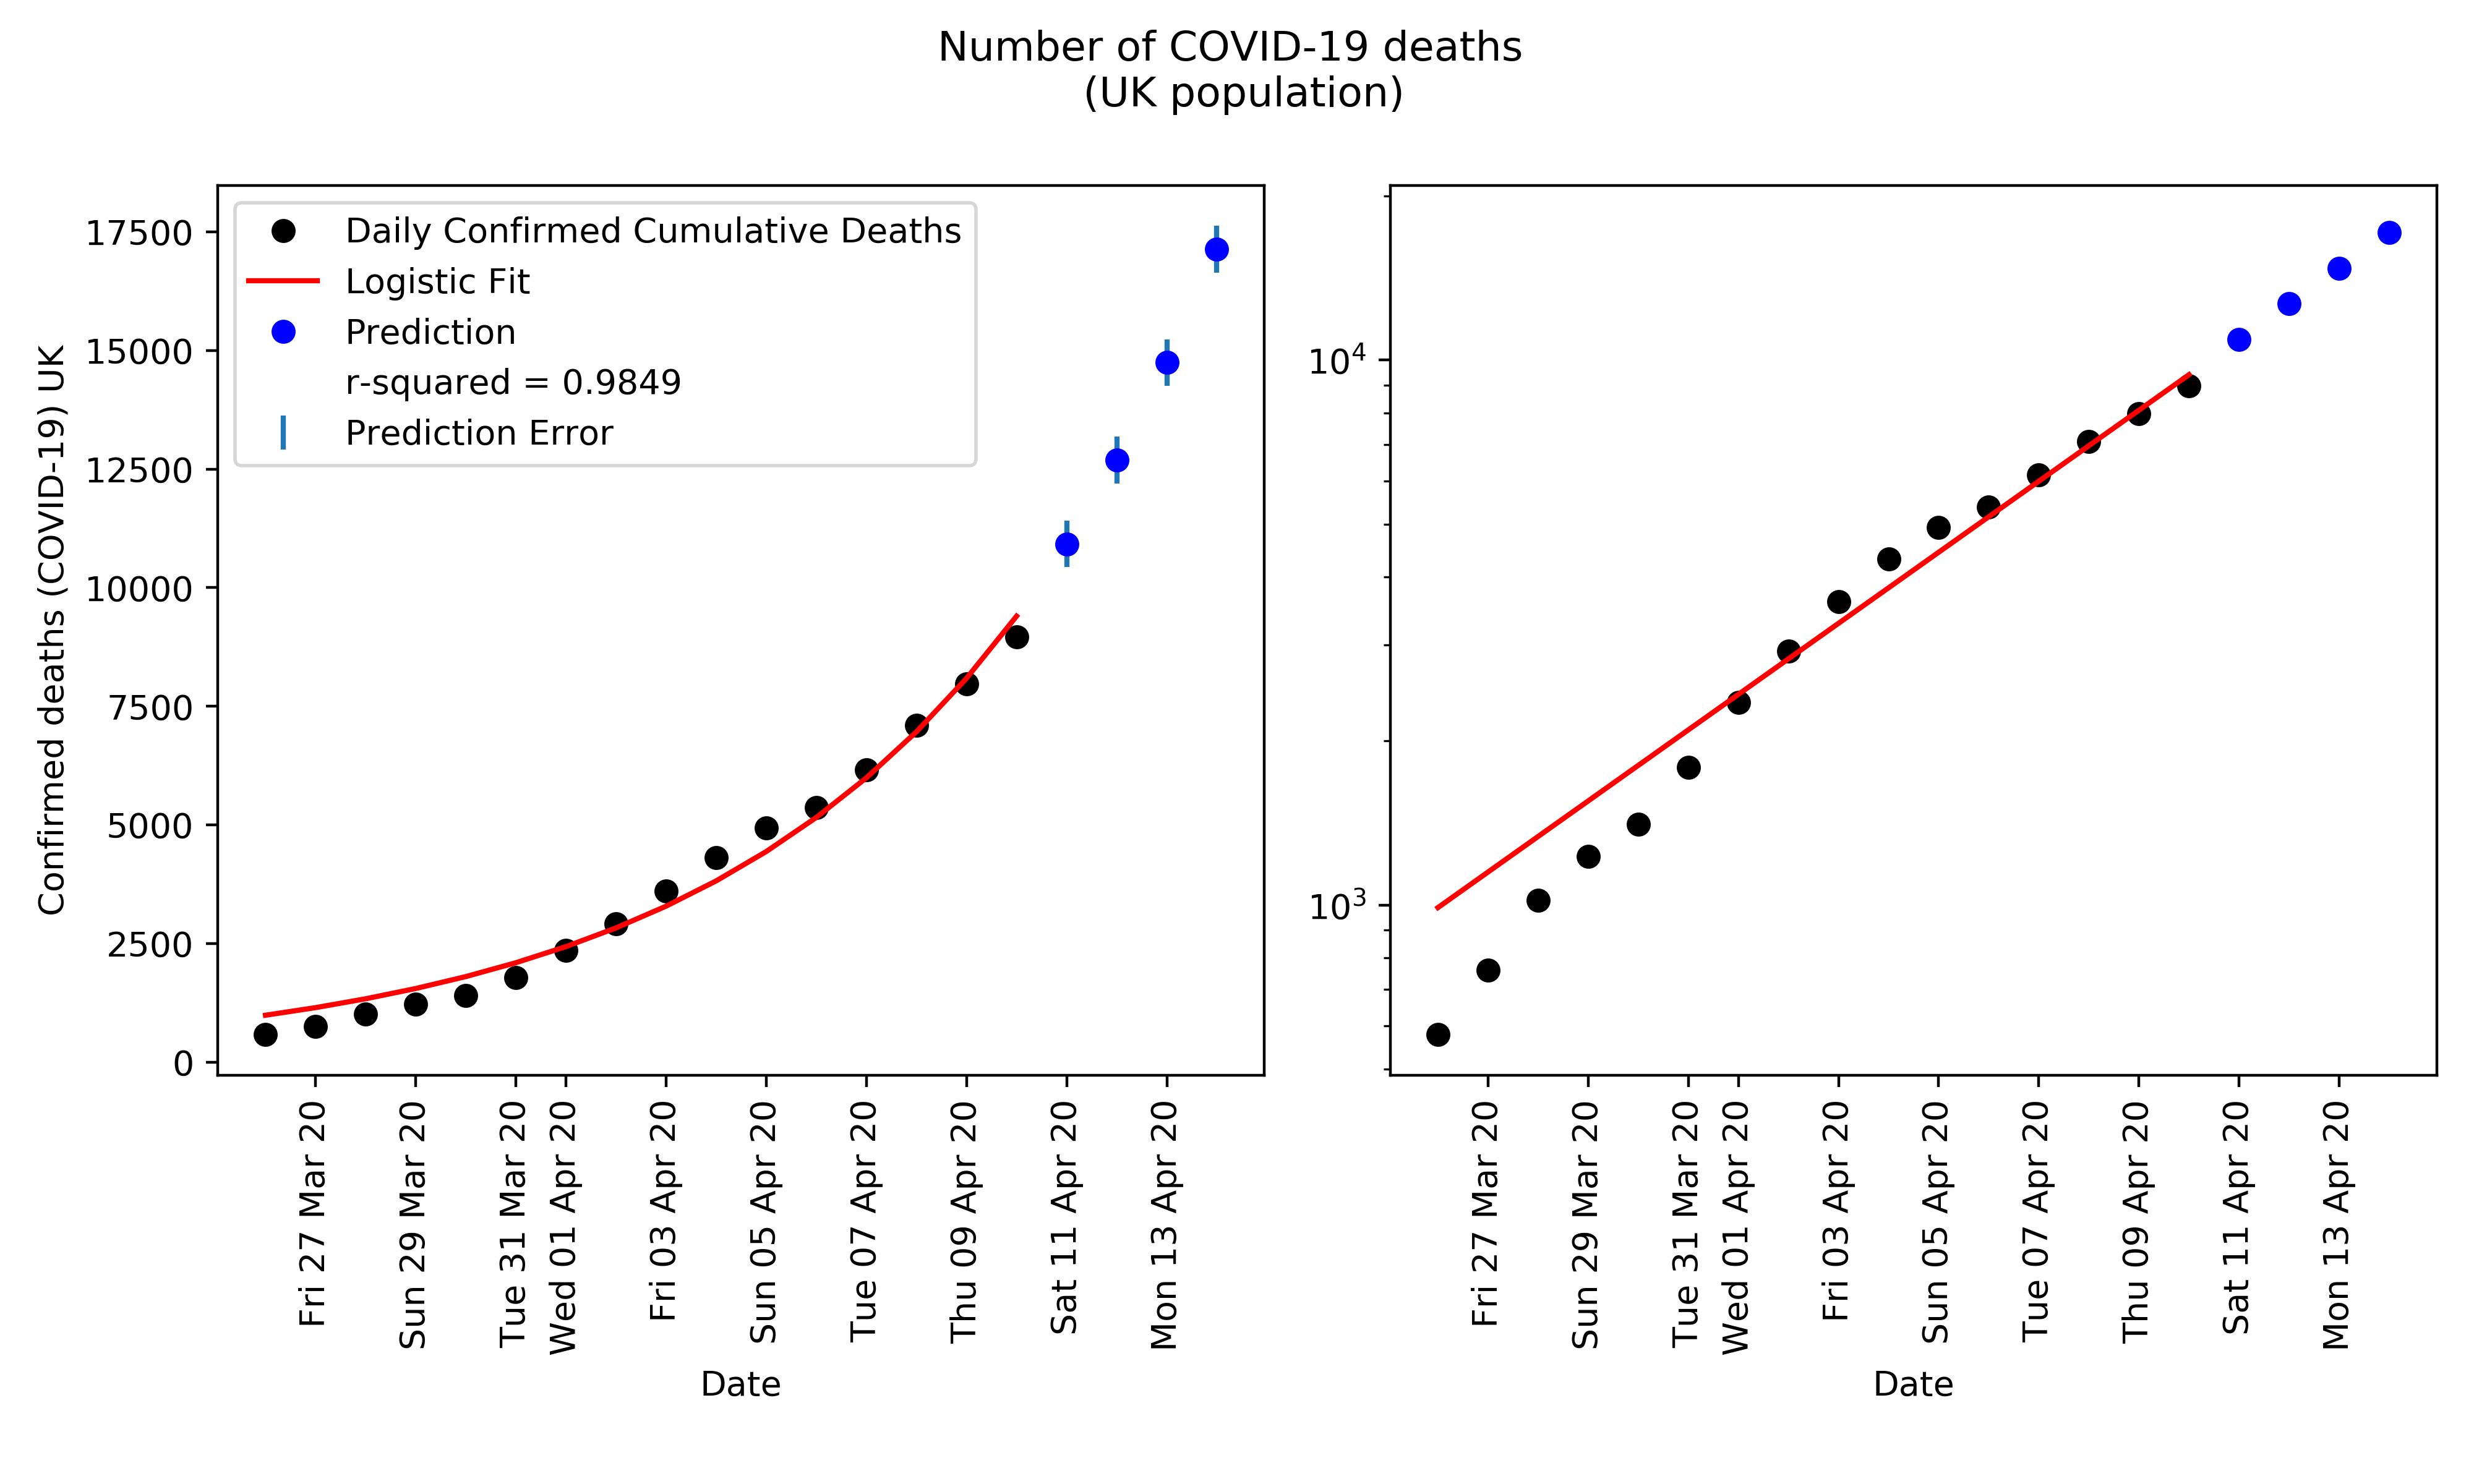 Number of COVID-19 deaths
(UK population)
Confirmed deaths (COVID-19) UK
17500
15000
12500
10000
7500
5000
2500
0
Daily Confirmed Cumulative Deaths
Logistic Fit
Prediction
r-squared = 0.9849
Prediction Error
Fri 27 Mar 20
Sun 29 Mar 20
Tue 31 Mar 20
Wed 01 Apr 20
Fri 03 Apr 20
Sun 05 Apr 20
Tue 07 Apr 20
Thu 09 Apr 20
Sat 11 Apr 20
Mon 13 Apr 20
Date
10⁴
10³
Fri 27 Mar 20
Sun 29 Mar 20
Tue 31 Mar 20
Wed 01 Apr 20
Fri 03 Apr 20
Sun 05 Apr 20
Tue 07 Apr 20
Thu 09 Apr 20
Sat 11 Apr 20
Mon 13 Apr 20
Date